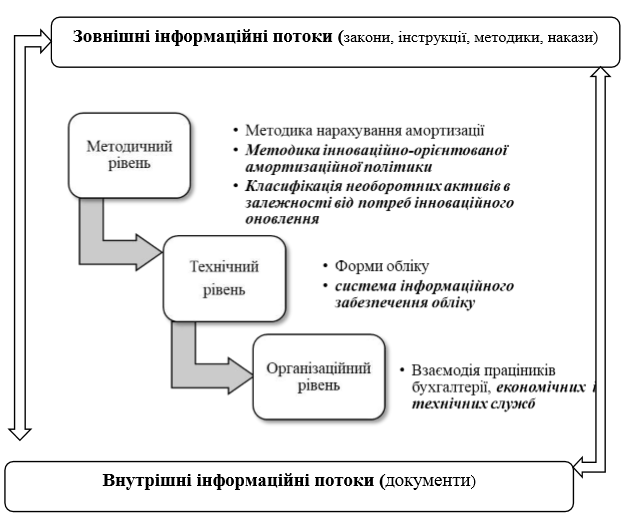 Зовнішні інформаційні потоки (закони, інструкції, методики, накази)
Методичний
рівень
• Методика нарахування амортизації
• Методика інноваційно-орієнтованої
амортизаційної політики
• Класифікація необоротних активів в
залежності від потреб інноваційного
оновлення
Технічний
рівень
• Форми обліку
• система інформаційного
забезпечення обліку
Організаційний
рівень
• Взаємодія праціників
бухгалтерії, економічних і
технічних служб
Внутрішні інформаційні потоки (документи)